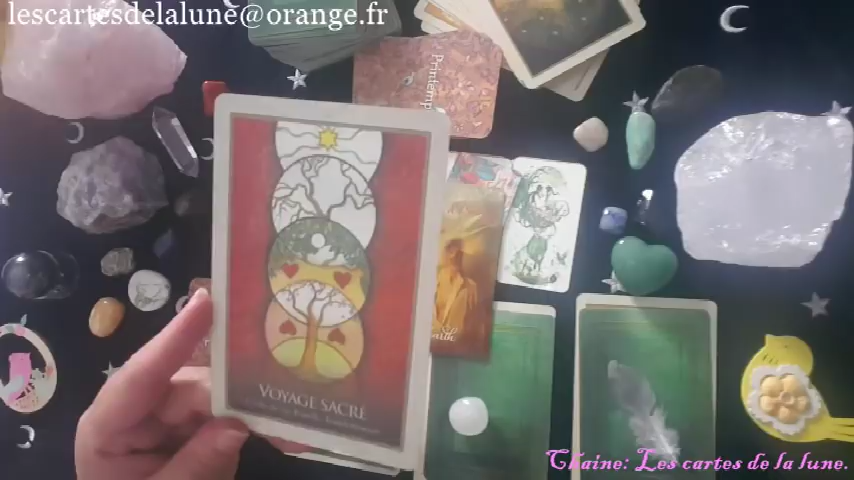 lescartesdelalune@orange.fr
Printemps
VOYAGE SACRÉ
Chaine: Les cartes de la lune.